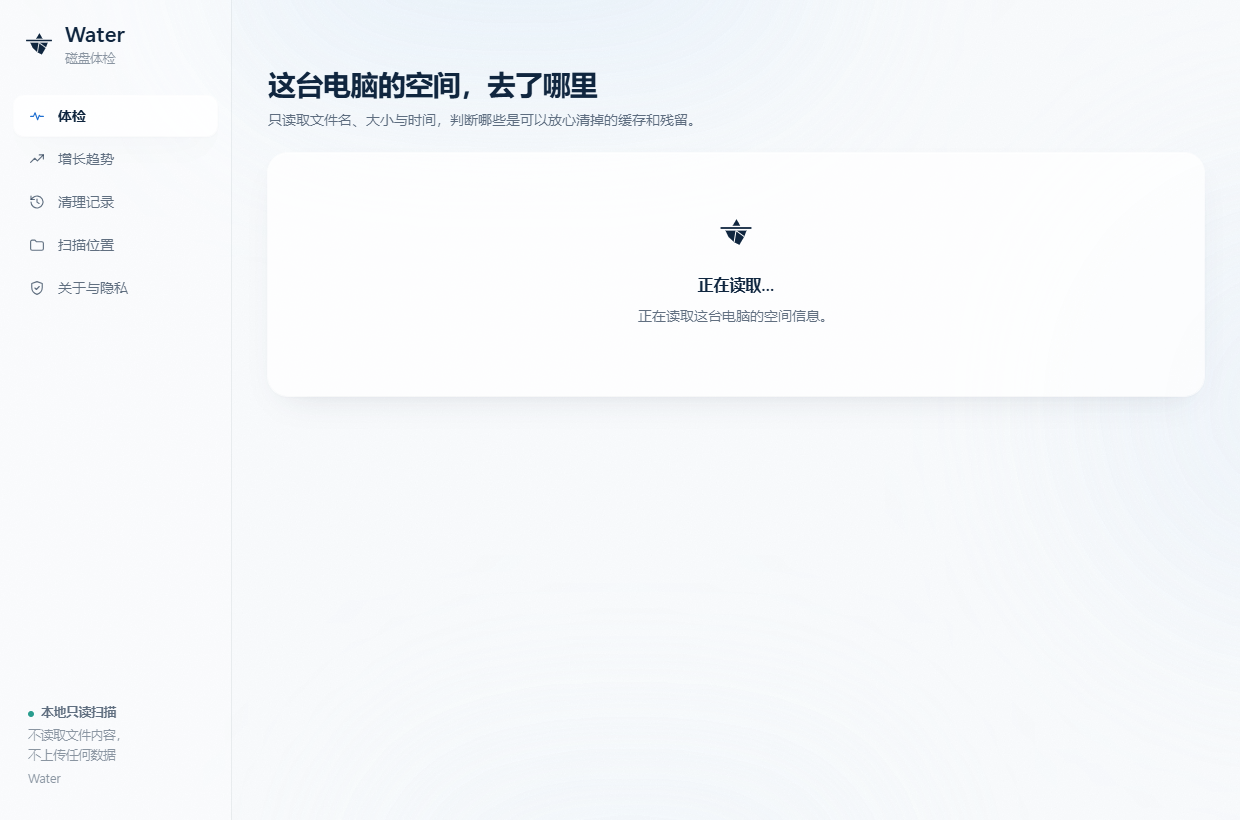 Water
磁盘体检
体检
增长趋势
清理记录
扫描位置
关于与隐私
本地只读扫描
不读取文件内容，
不上传任何数据
Water
这台电脑的空间，去了哪里
只读取文件名、大小与时间，判断哪些是可以放心清掉的缓存和残留。
正在读取…
正在读取这台电脑的空间信息。